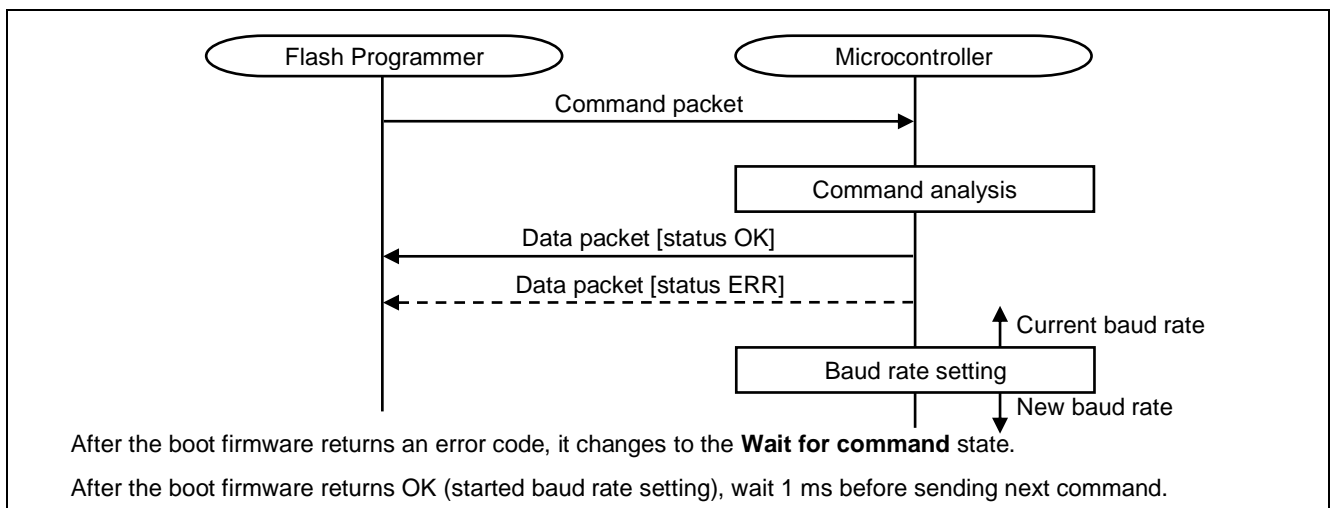 Flash Programmer
Microcontroller
Command packet
Command analysis
Data packet [status OK]
Data packet [status ERR]
Current baud rate
Baud rate setting
New baud rate
After the boot firmware returns an error code, it changes to the Wait for command state.
After the boot firmware returns OK (started baud rate setting), wait 1 ms before sending next command.